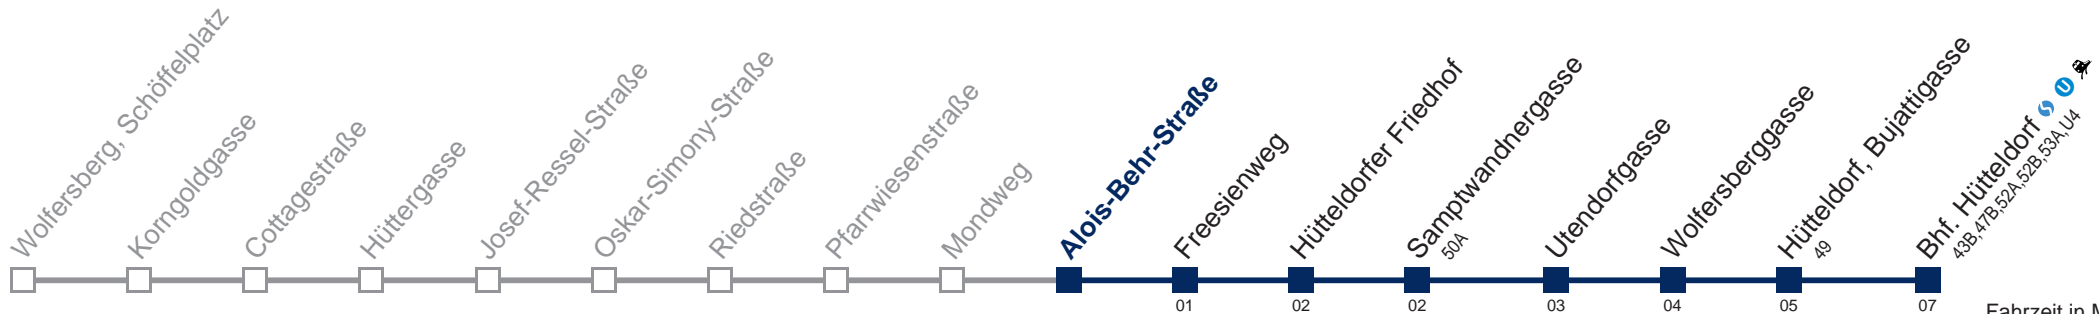 Wolfersberg, Schöffelplatz
Korngoldgasse
Cottagestraße
Hüttergasse
Josef-Ressel-Straße
Oskar-Simony-Straße
Riedstraße
Pfarrwiesenstraße
Mondweg
Alois-Behr-Straße
Freesienweg
01
Hütteldorfer Friedhof
02
Samptwandnergasse
50A
02
Utendorfgasse
03
Wolfersberggasse
04
Hütteldorf, Bujattigasse
49
05
Bhf. Hütteldorf S U
43B,47B,52A,52B,53A,U4
07
Fahrzeit in M